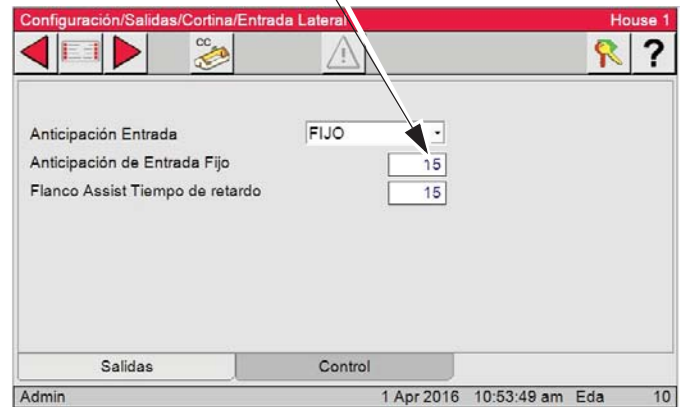 Configuración/Salidas/Cortina/Entrada Lateral House 1
CC
?
Anticipación Entrada FIJO
Anticipación de Entrada Fijo 15
Flanco Assist Tiempo de retardo 15
Salidas Control
Admin 1 Apr 2016 10:53:49 am Eda 10